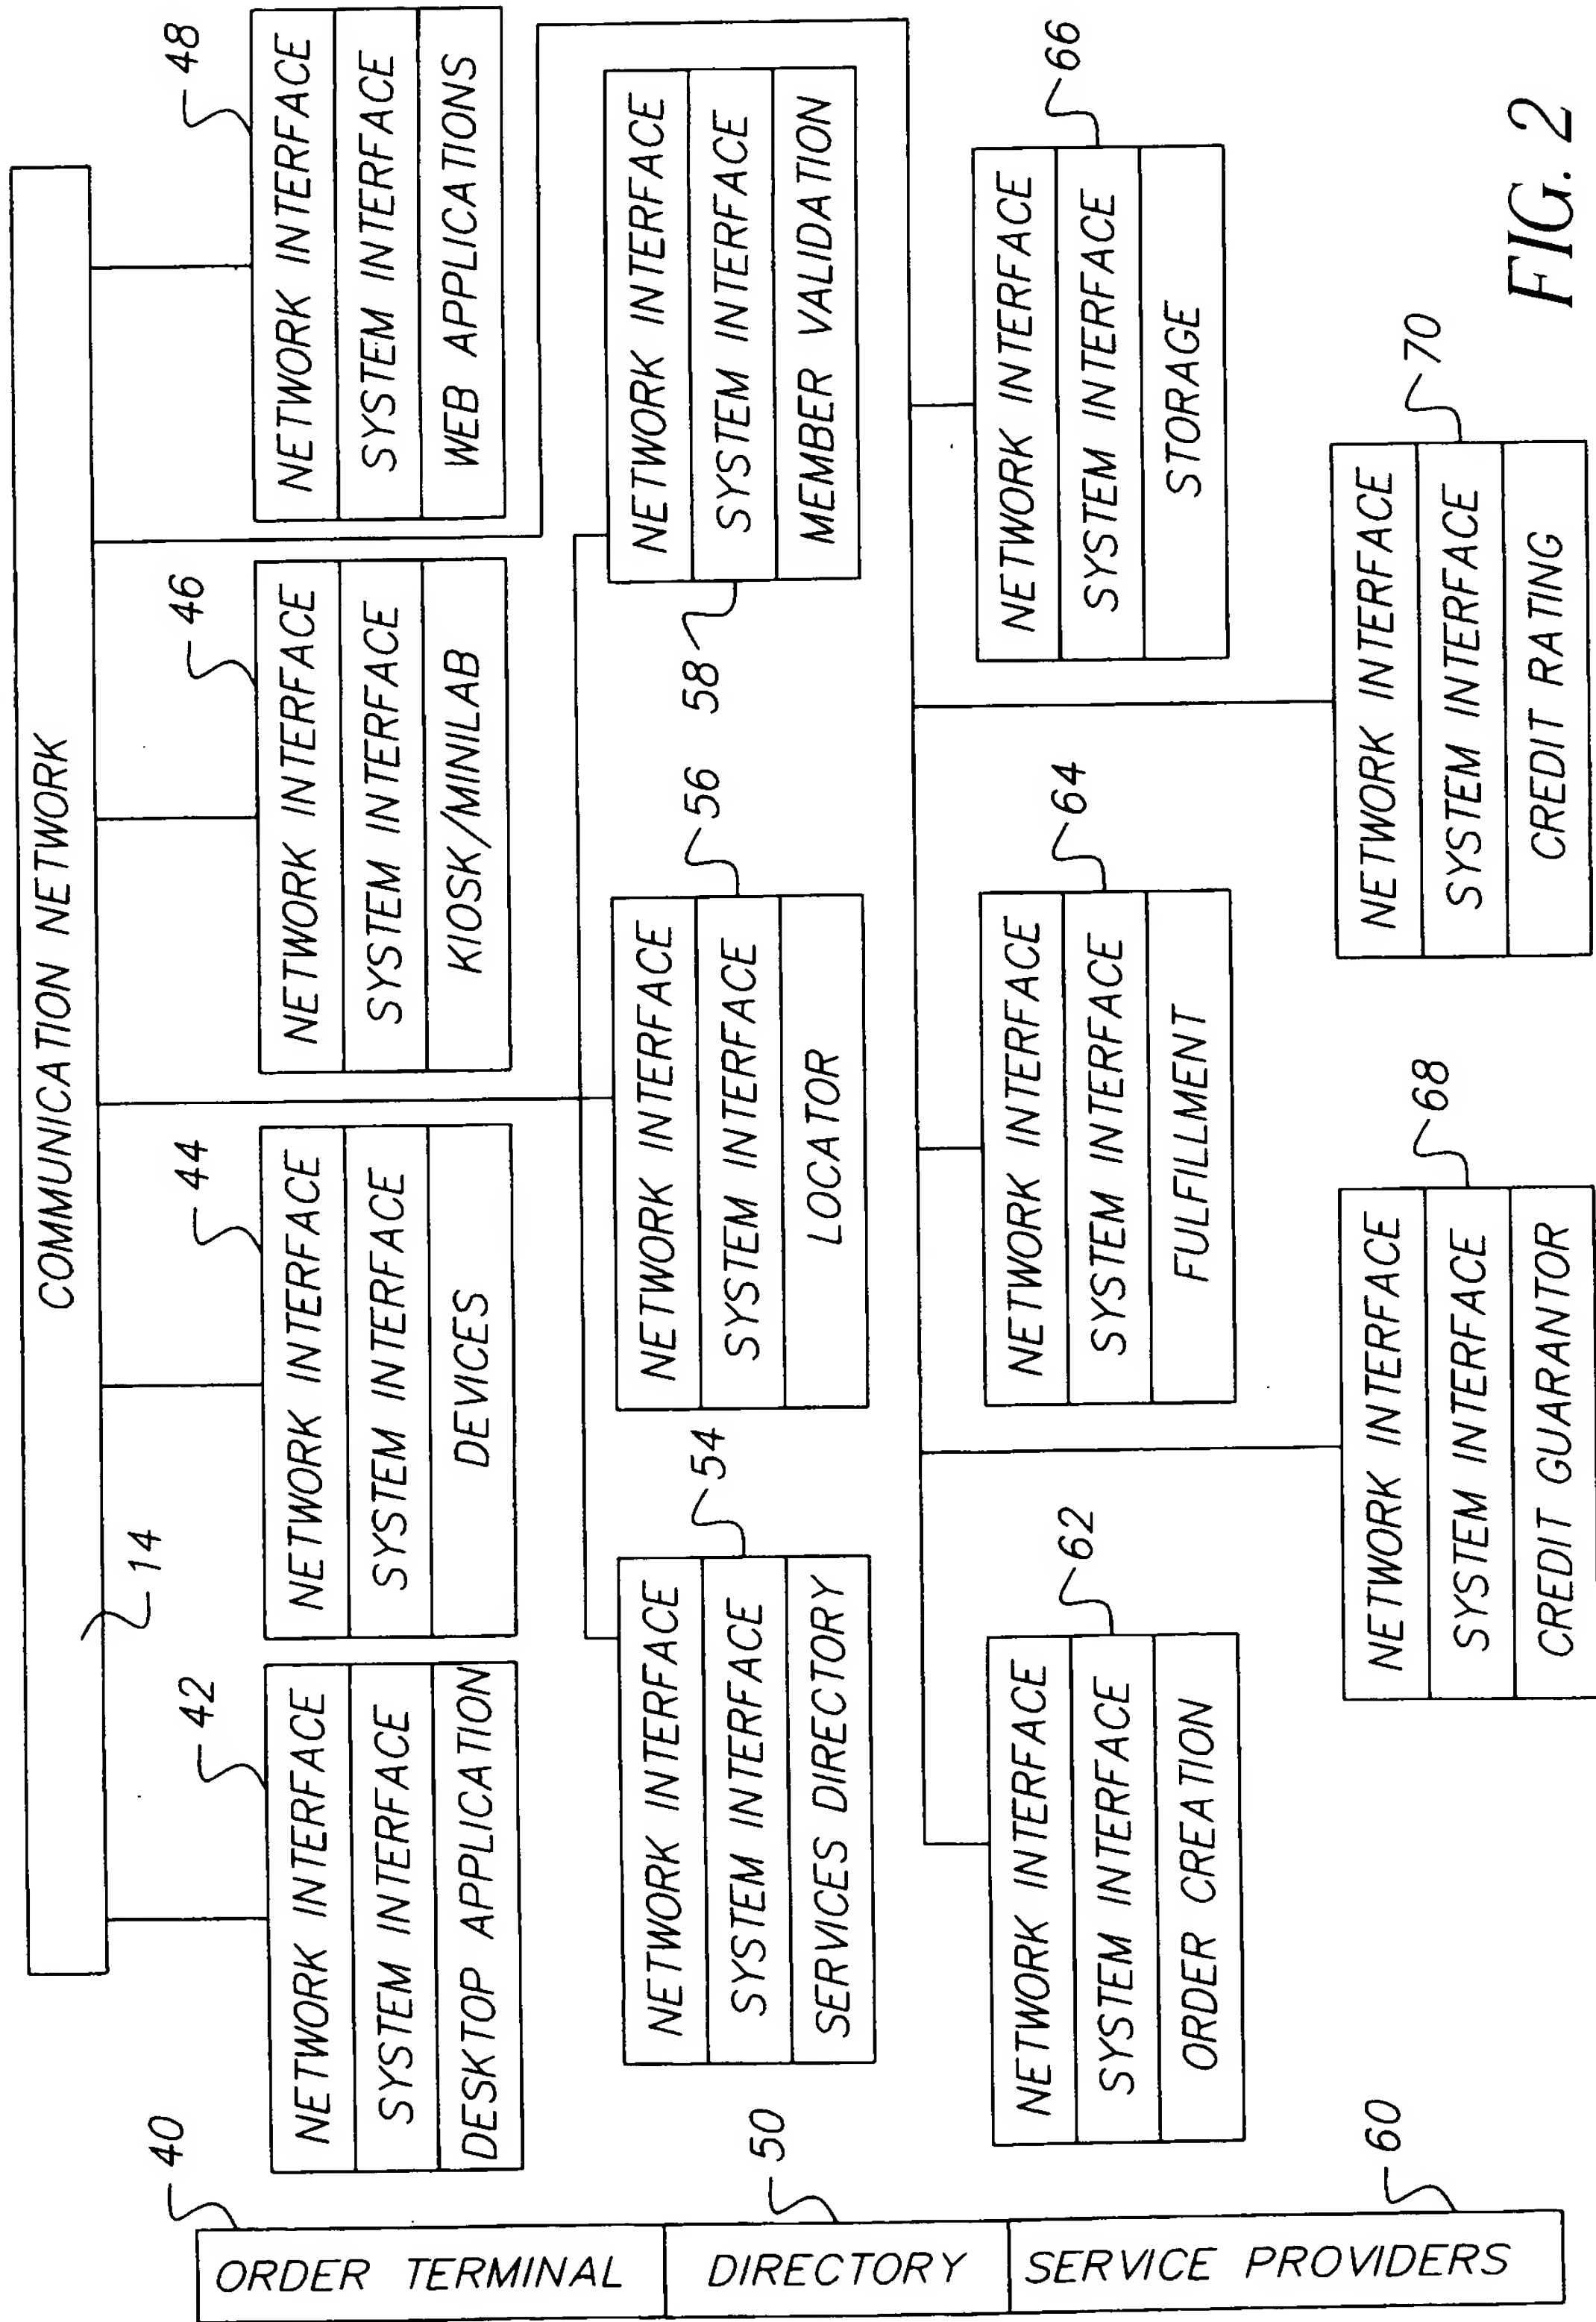 COMMUNICATION NETWORK
14
40
ORDER TERMINAL
42
NETWORK INTERFACE
SYSTEM INTERFACE
DESKTOP APPLICATION
44
NETWORK INTERFACE
SYSTEM INTERFACE
DEVICES
46
NETWORK INTERFACE
SYSTEM INTERFACE
KIOSK/MINILAB
48
NETWORK INTERFACE
SYSTEM INTERFACE
WEB APPLICATIONS
50
DIRECTORY
54
NETWORK INTERFACE
SYSTEM INTERFACE
SERVICES DIRECTORY
56
NETWORK INTERFACE
SYSTEM INTERFACE
LOCATOR
58
NETWORK INTERFACE
SYSTEM INTERFACE
MEMBER VALIDATION
60
SERVICE PROVIDERS
62
NETWORK INTERFACE
SYSTEM INTERFACE
ORDER CREATION
64
NETWORK INTERFACE
SYSTEM INTERFACE
FULFILLMENT
66
NETWORK INTERFACE
SYSTEM INTERFACE
STORAGE
68
NETWORK INTERFACE
SYSTEM INTERFACE
CREDIT GUARANTOR
70
NETWORK INTERFACE
SYSTEM INTERFACE
CREDIT RATING
FIG. 2